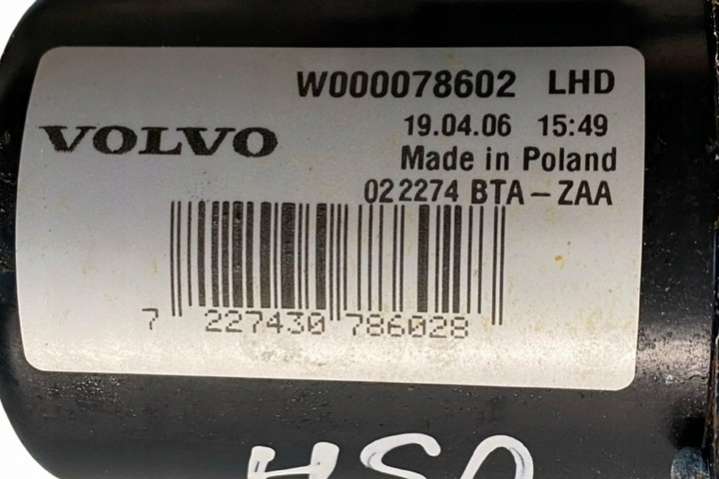 W000078602 LHD
VOLVO
19.04.06 15:49
Made in Poland
022274 BTA-ZAA
7 227430 786028